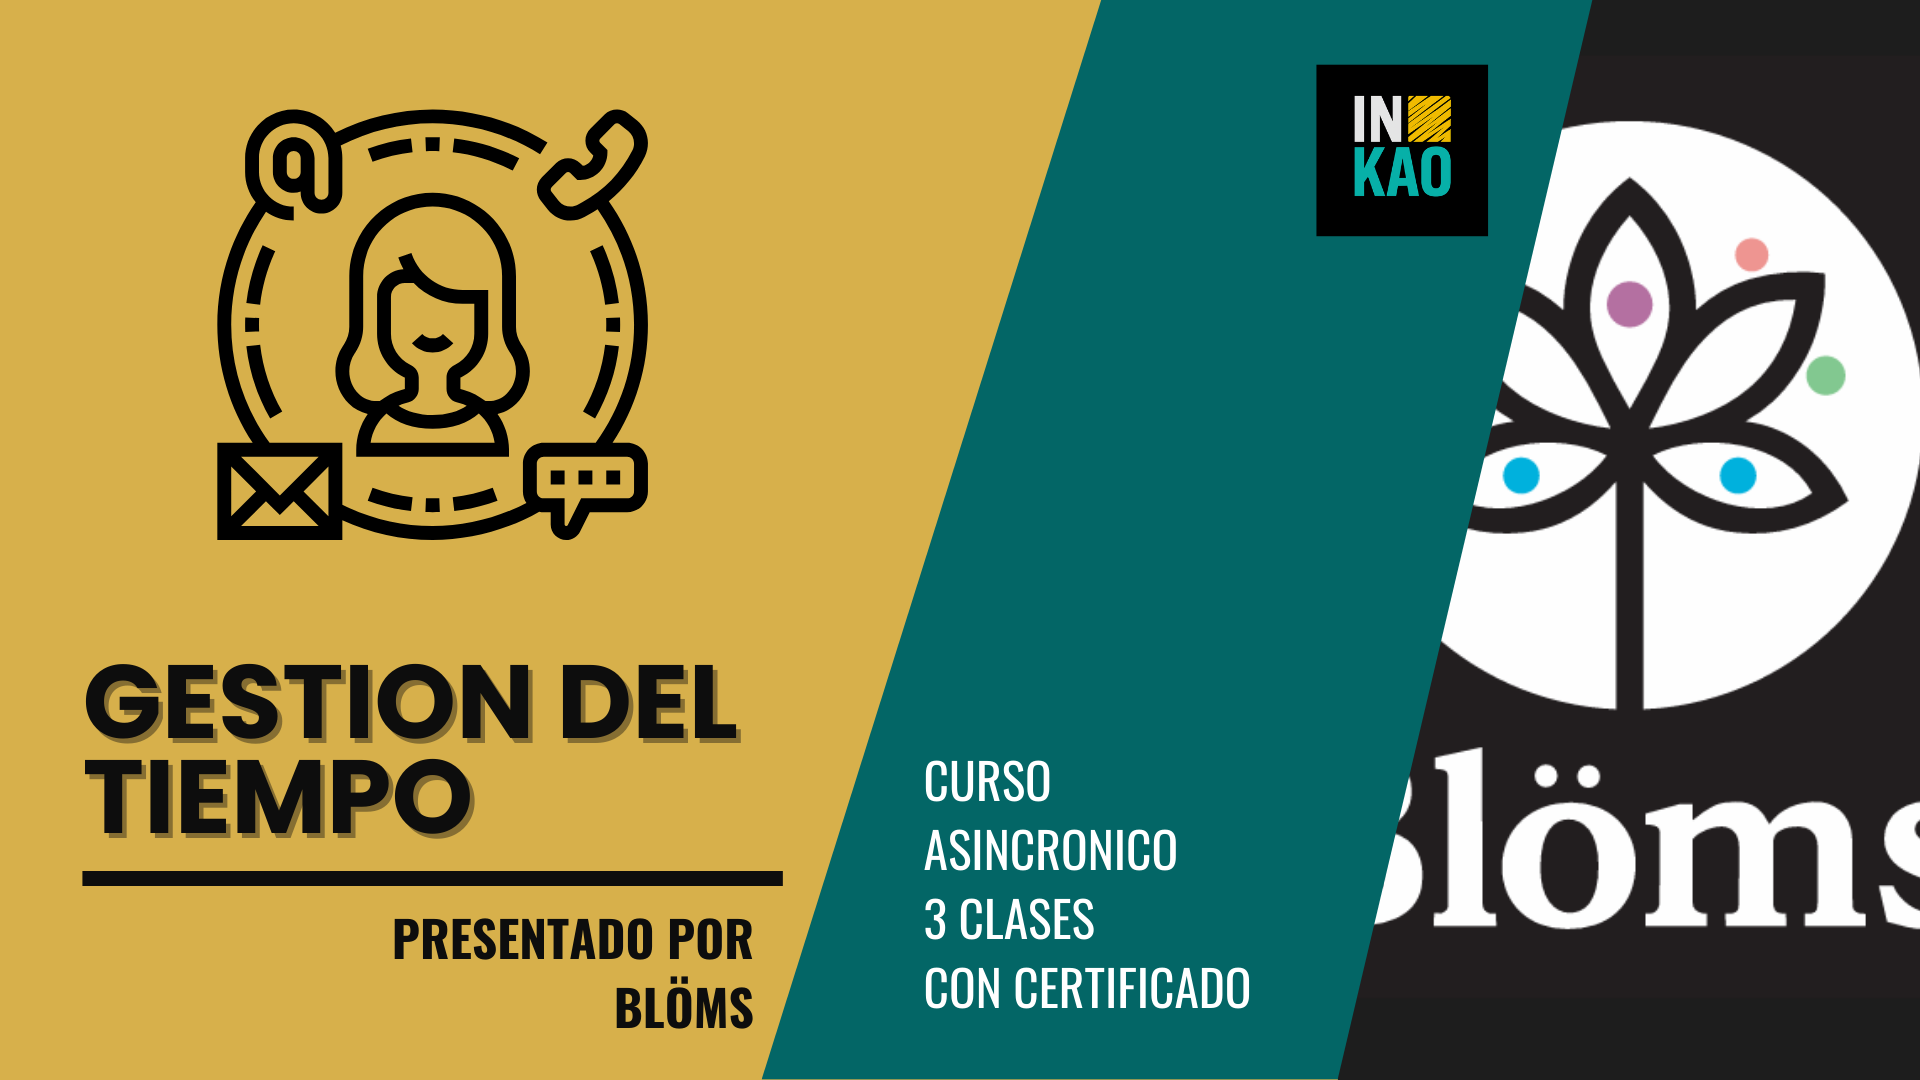 IN
KAO
GESTION DEL
TIEMPO
PRESENTADO POR
BLÖMS
CURSO
ASINCRONICO
3 CLASES
CON CERTIFICADO
Blöms